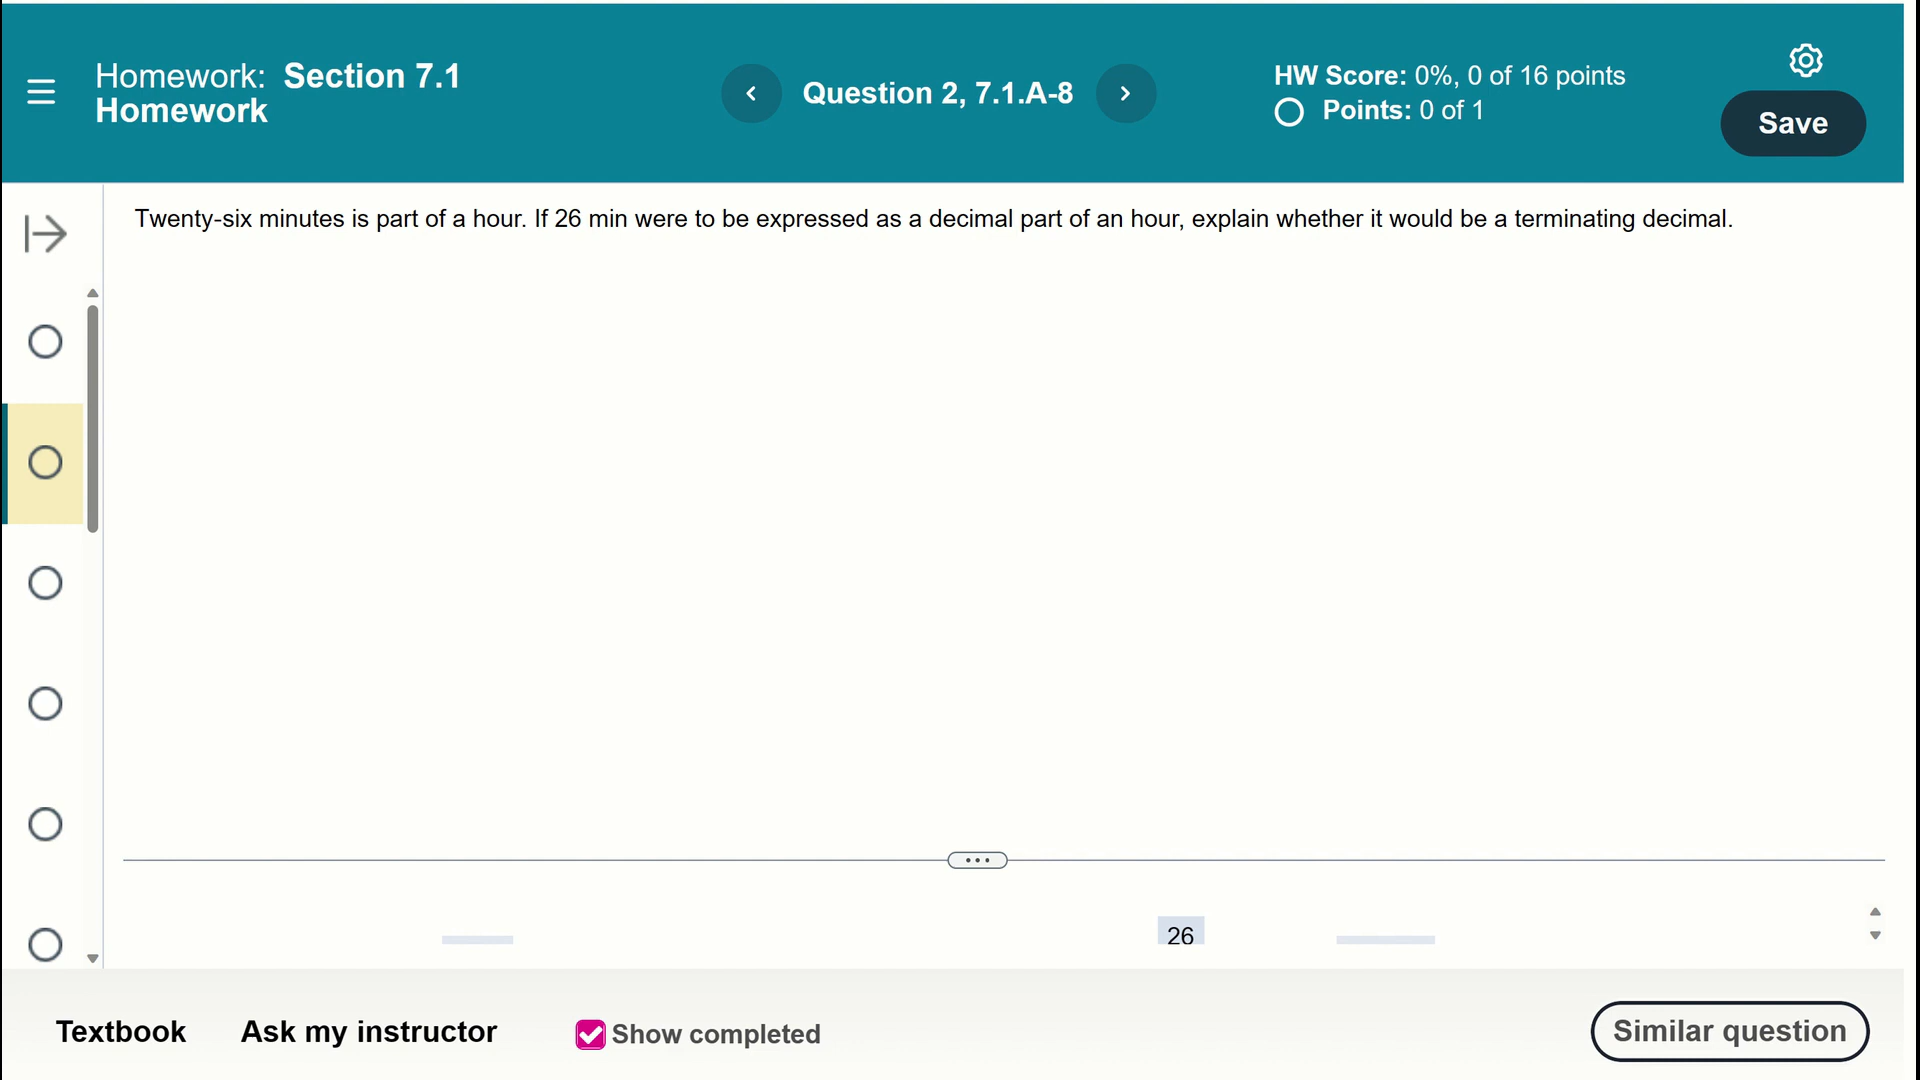 Homework: Section 7.1
Homework
Question 2, 7.1.A-8
HW Score: 0%, 0 of 16 points
Points: 0 of 1
Save
Twenty-six minutes is part of a hour. If 26 min were to be expressed as a decimal part of an hour, explain whether it would be a terminating decimal.
26
Textbook
Ask my instructor
Show completed
Similar question